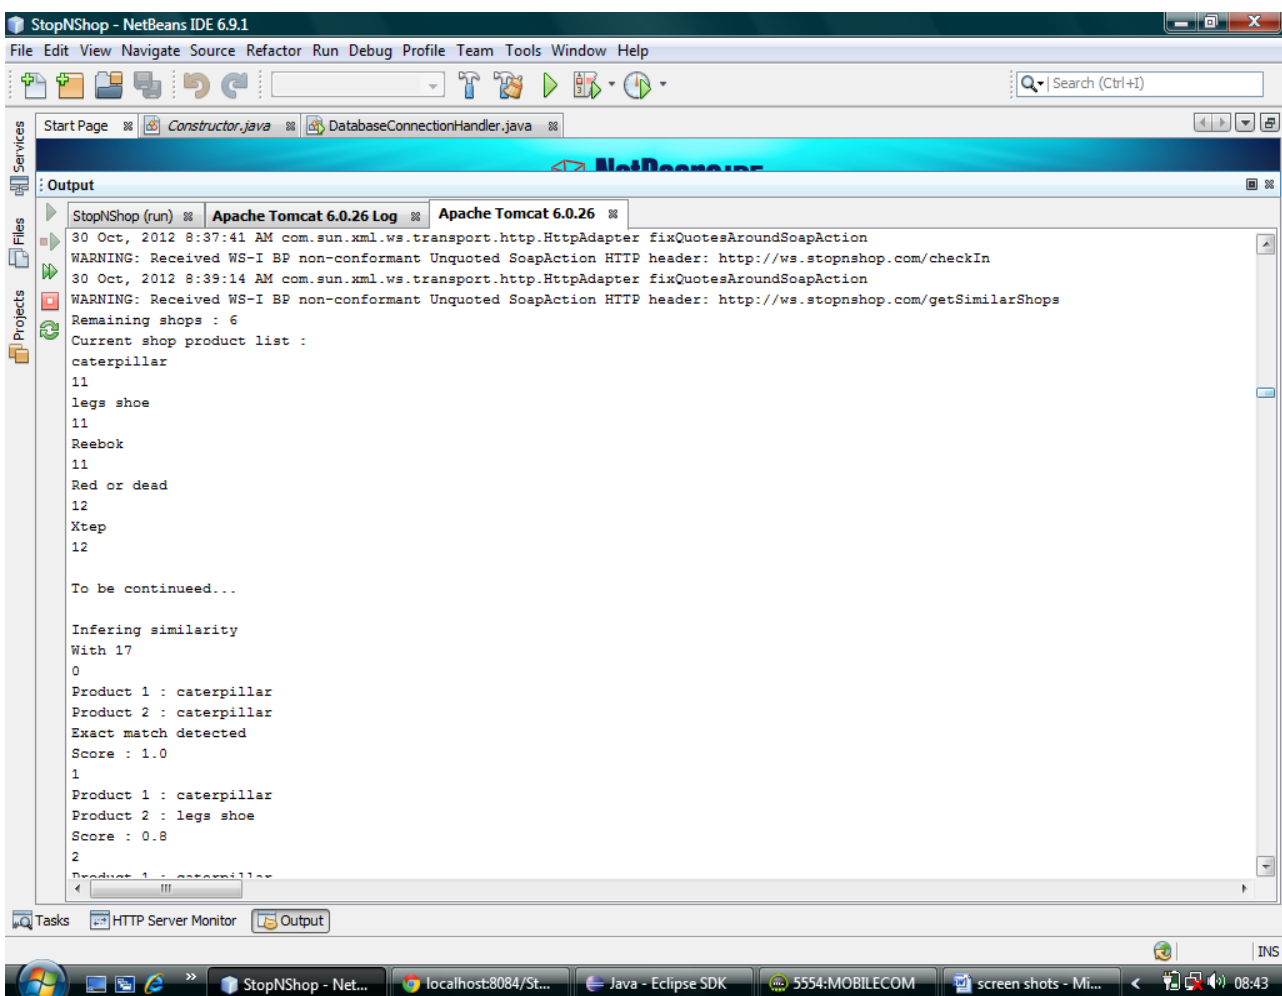 StopNShop - NetBeans IDE 6.9.1
File Edit View Navigate Source Refactor Run Debug Profile Team Tools Window Help
Search (Ctrl+I)
Services
Files
Projects
Start Page Constructor.java DatabaseConnectionHandler.java
NetBeans IDE
Output
StopNShop (run) Apache Tomcat 6.0.26 Log Apache Tomcat 6.0.26
30 Oct, 2012 8:37:41 AM com.sun.xml.ws.transport.http.HttpAdapter fixQuotesAroundSoapAction
WARNING: Received WS-I BP non-conformant Unquoted SoapAction HTTP header: http://ws.stopnshop.com/checkIn
30 Oct, 2012 8:39:14 AM com.sun.xml.ws.transport.http.HttpAdapter fixQuotesAroundSoapAction
WARNING: Received WS-I BP non-conformant Unquoted SoapAction HTTP header: http://ws.stopnshop.com/getSimilarShops
Remaining shops : 6
Current shop product list :
caterpillar
11
legs shoe
11
Reebok
11
Red or dead
12
Xtep
12
To be continueed...
Infering similarity
With 17
0
Product 1 : caterpillar
Product 2 : caterpillar
Exact match detected
Score : 1.0
1
Product 1 : caterpillar
Product 2 : legs shoe
Score : 0.8
2
Product 1 : caterpillar
Tasks HTTP Server Monitor Output
INS
StopNShop - Net... localhost:8084/St... Java - Eclipse SDK 5554:MOBILECOM screen shots - Mi... 08:43